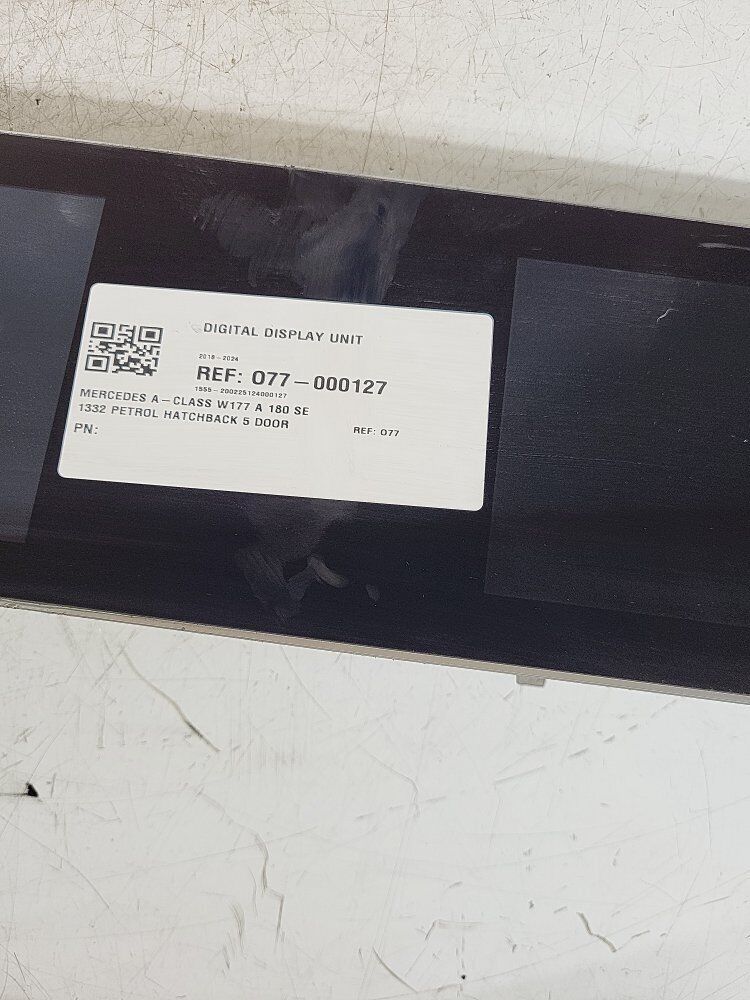 DIGITAL DISPLAY UNIT
2018-2024
REF: 077-000127
1555-200225124000127
MERCEDES A-CLASS W177 A 180 SE
1332 PETROL HATCHBACK 5 DOOR
PN:
REF: 077